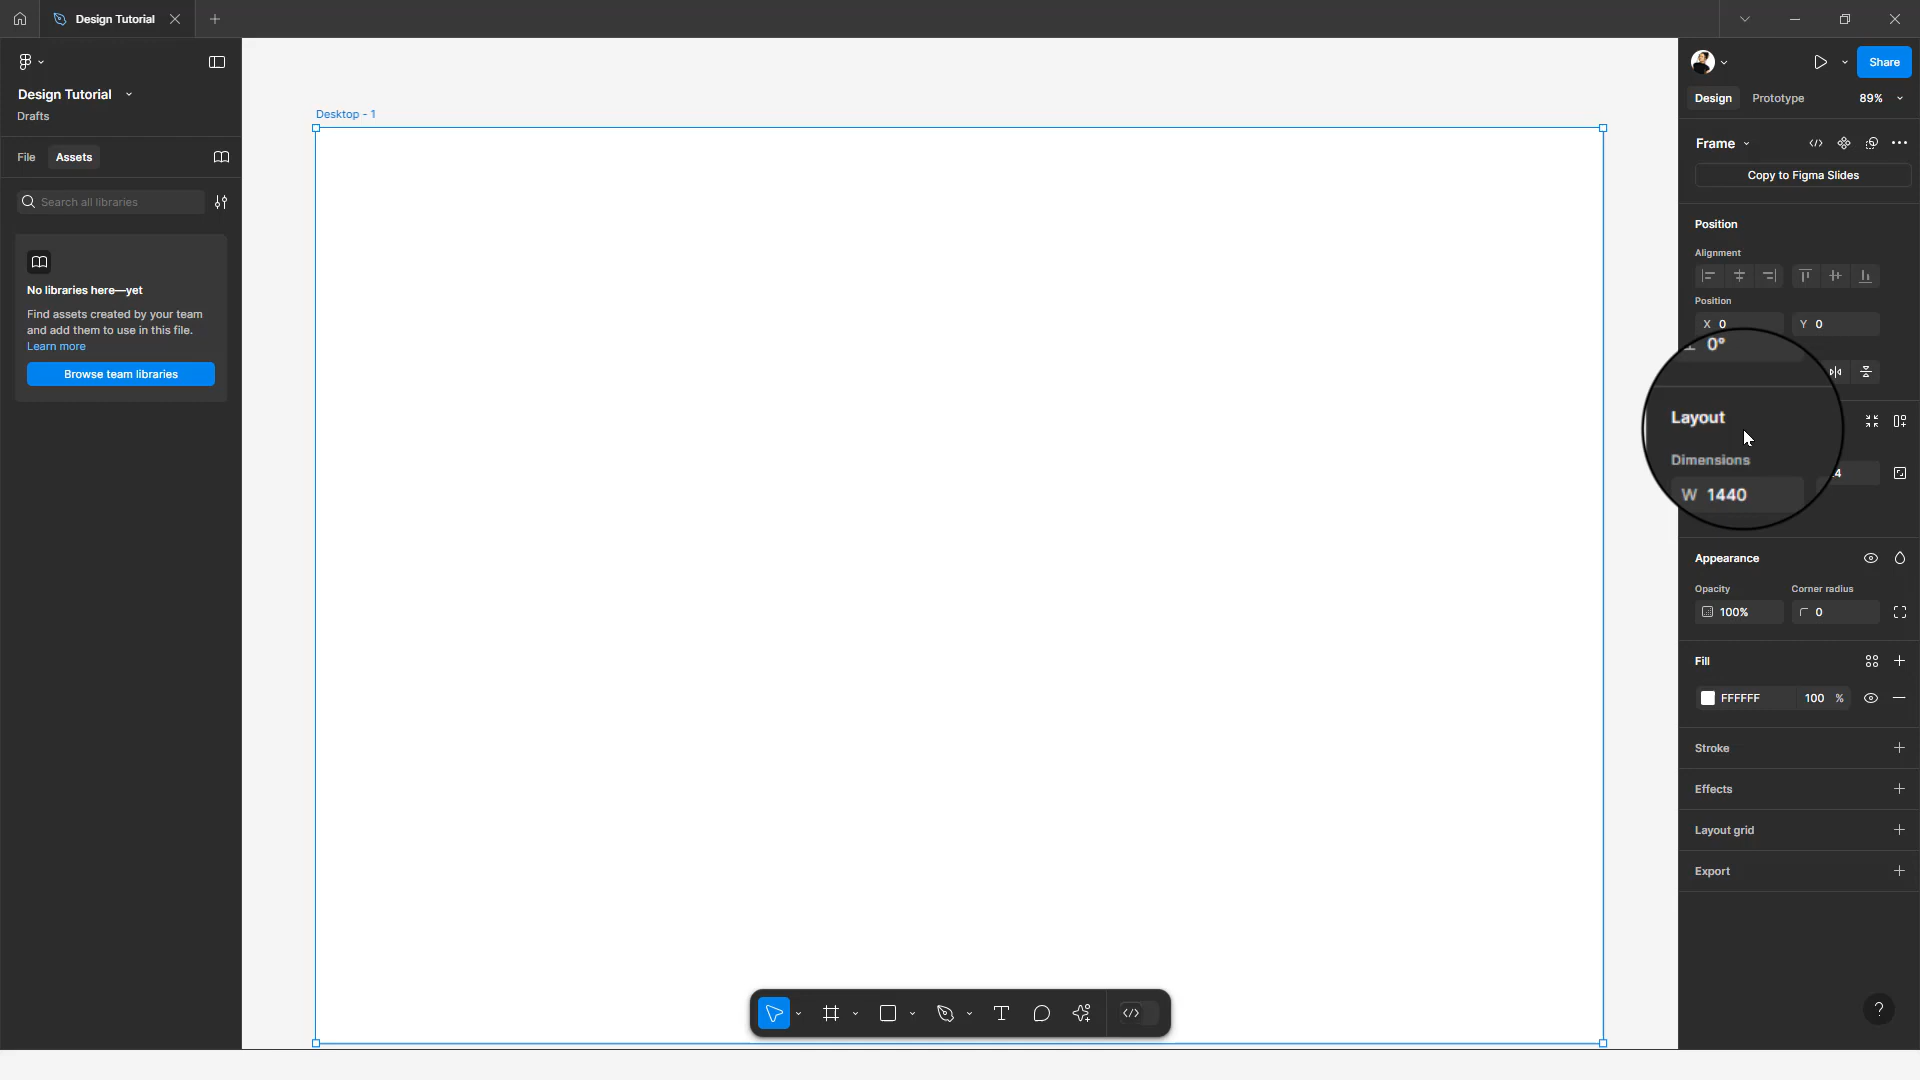 Design Tutorial
Design Tutorial
Drafts
File
Assets
Search all libraries
No libraries here—yet
Find assets created by your team
and add them to use in this file.
Learn more
Browse team libraries
Desktop - 1
Share
Design
Prototype
89%
Frame
Copy to Figma Slides
Position
Alignment
Position
X 0
Y 0
0°
Layout
Dimensions
W 1440
4
Appearance
Opacity
Corner radius
100%
0
Fill
FFFFFF
100 %
Stroke
Effects
Layout grid
Export
?